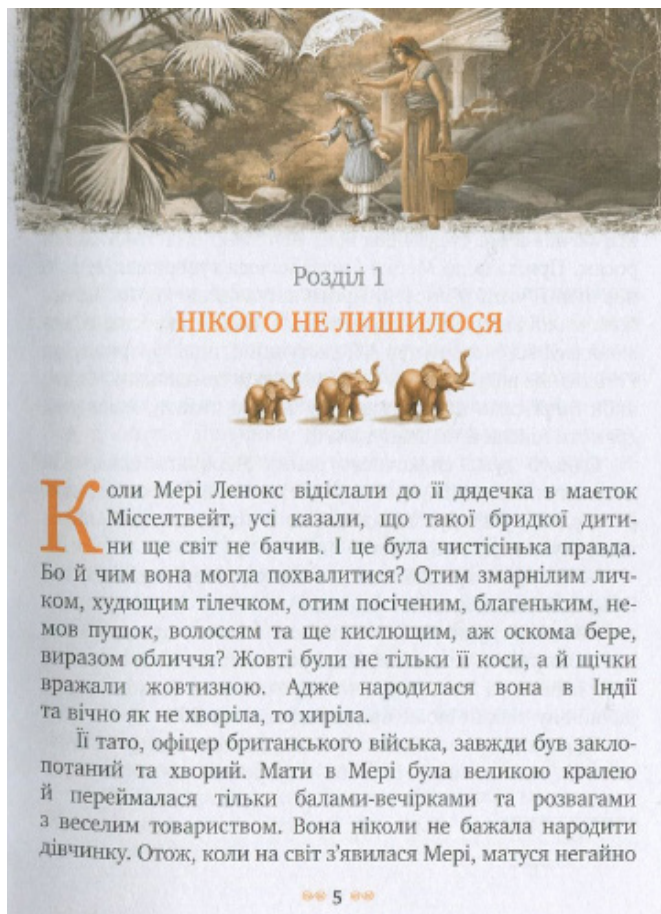 Розділ 1
НІКОГО НЕ ЛИШИЛОСЯ
Коли Мері Ленокс відіслали до її дядечка в маєток
Місселтвейт, усі казали, що такої бридкої дити-
ни ще світ не бачив. І це була чистісінька правда.
Бо й чим вона могла похвалитися? Отим змарнілим лич-
ком, худющим тілечком, отим посіченим, благеньким, не-
мов пушок, волоссям та ще кислющим, аж оскома бере,
виразом обличчя? Жовті були не тільки її коси, а й щічки
вражали жовтизною. Адже народилася вона в Індії
та вічно як не хворіла, то хиріла.
Її тато, офіцер британського війська, завжди був закло-
потаний та хворий. Мати в Мері була великою кралею
й переймалася тільки балами-вечірками та розвагами
з веселим товариством. Вона ніколи не бажала народити
дівчинку. Отож, коли на світ з’явилася Мері, матуся негайно
5